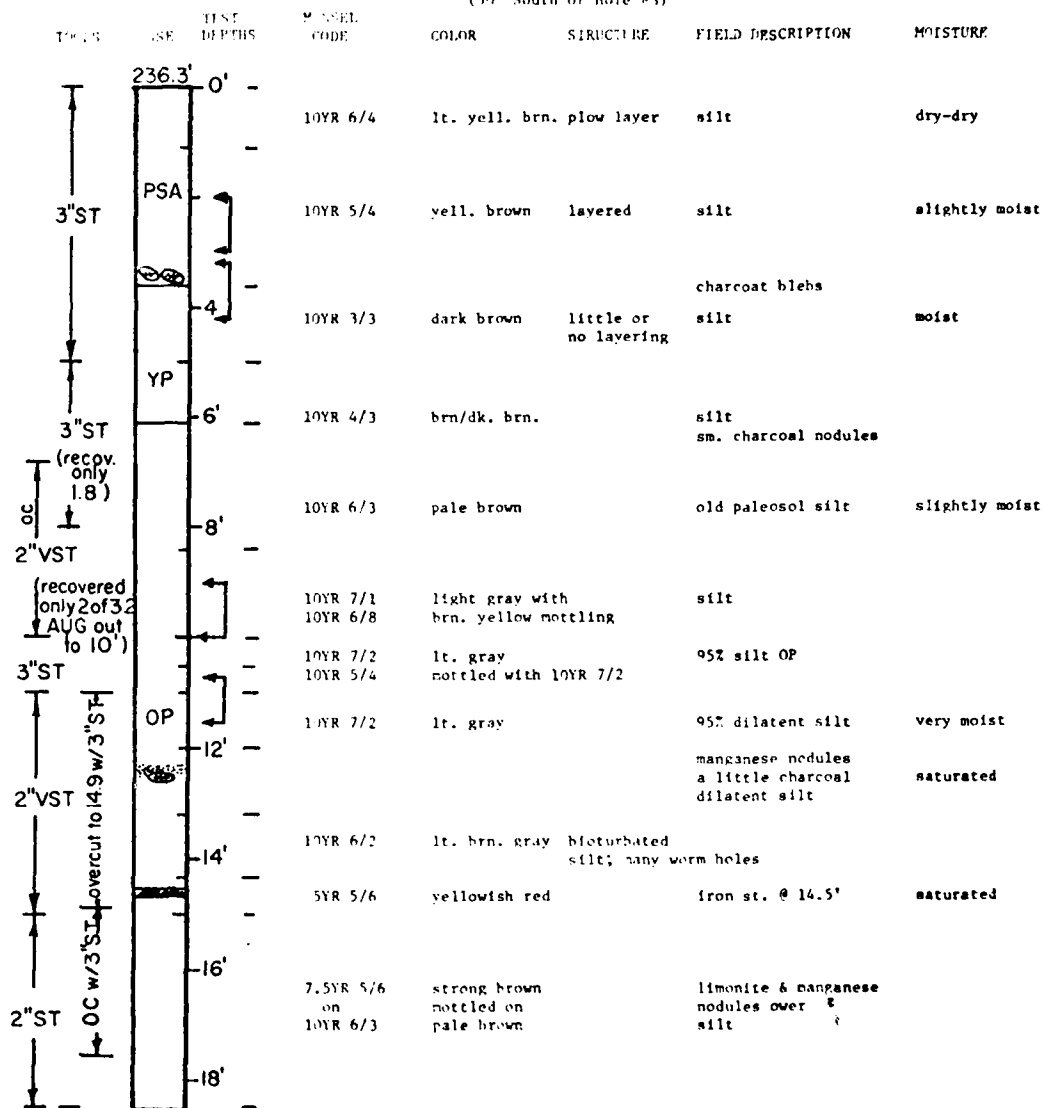 TEST
DEPTHS CODE COLOR STRUCTURE FIELD DESCRIPTION MOISTURE
236.3' 0'
10YR 6/4 lt. yell. brn. plow layer silt dry-dry
PSA
3"ST 10YR 5/4 yell. brown layered silt slightly moist
charcoat blebs
4
10YR 3/3 dark brown little or silt moist
no layering
YP
6' 10YR 4/3 brn/dk. brn. silt
3"ST sm. charcoal nodules
(recov.
only
1.8)
OC 10YR 6/3 pale brown old paleosol silt slightly moist
8'
2"VST
(recovered
only 2 of 32 10YR 7/1 light gray with silt
AUG out 10YR 6/8 brn. yellow mottling
to 10')
10YR 7/2 lt. gray 95% silt OP
3"ST 10YR 5/4 mottled with 10YR 7/2
OP 10YR 7/2 lt. gray 95% dilatent silt very moist
12'
manganese nodules
a little charcoal saturated
2"VST overcut to 14.9 w/3"ST dilatent silt
10YR 6/2 lt. brn. gray bioturbated
14' silt; many worm holes
5YR 5/6 yellowish red iron st. @ 14.5' saturated
16'
OC w/3"ST 7.5YR 5/6 strong brown limonite & manganese
2"ST on mottled on nodules over
10YR 6/3 pale brown silt
18'